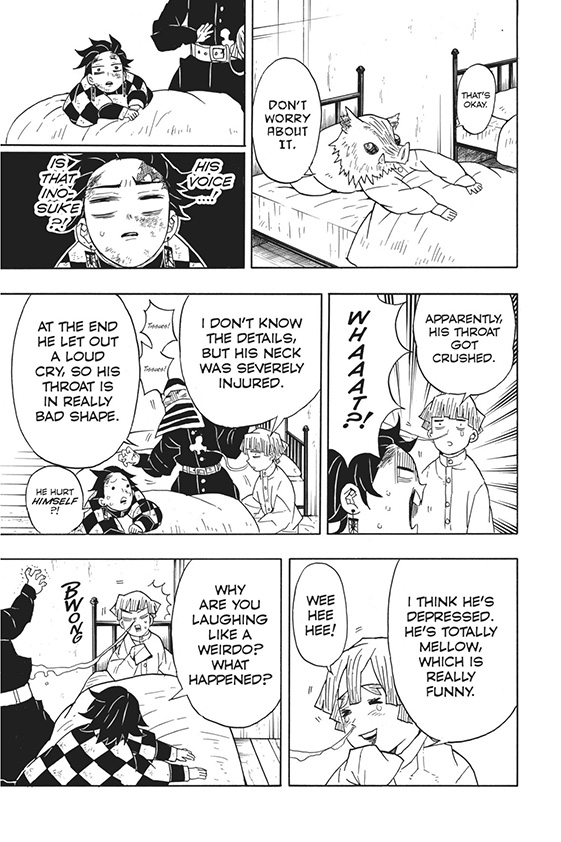 THAT'S
OKAY.
DON'T
WORRY
ABOUT
IT.
HIS
VOICE
...!
IS
THAT
INO-
SUKE
?!
APPARENTLY,
HIS THROAT
GOT
CRUSHED.
WHAAAT?!
I DON'T KNOW
THE DETAILS,
BUT HIS NECK
WAS SEVERELY
INJURED.
Tissues!
Tissues!
AT THE END
HE LET OUT
A LOUD
CRY, SO HIS
THROAT IS
IN REALLY
BAD SHAPE.
HE HURT
HIMSELF
?!
I THINK HE'S
DEPRESSED.
HE'S TOTALLY
MELLOW,
WHICH IS
REALLY
FUNNY.
WEE
HEE
HEE!
WHY
ARE YOU
LAUGHING
LIKE A
WEIRDO?
WHAT
HAPPENED?
BWONG